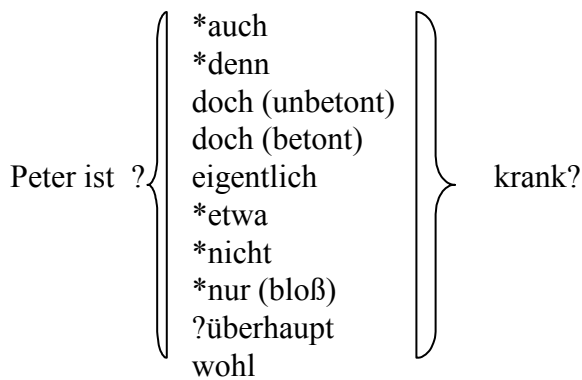 *auch
*denn
doch (unbetont)
doch (betont)
Peter ist ? eigentlich krank?
*etwa
*nicht
*nur (bloß)
?überhaupt
wohl